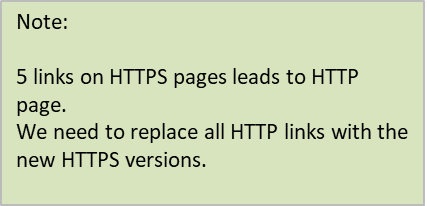 Note:
5 links on HTTPS pages leads to HTTP
page.
We need to replace all HTTP links with the
new HTTPS versions.